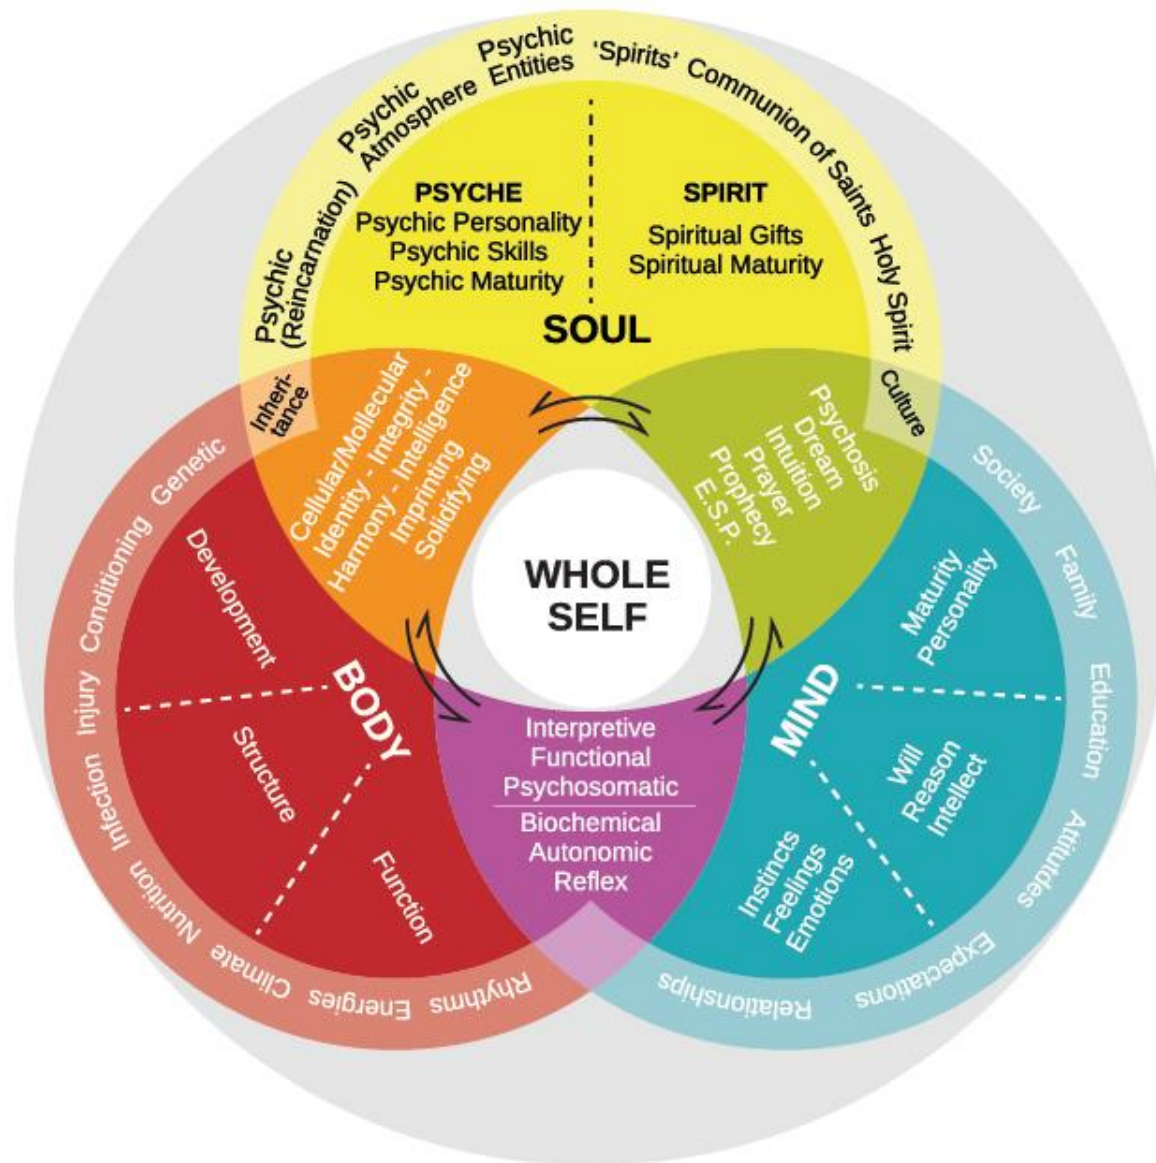 Psychic
(Reincarnation)
Psychic
Atmosphere
Psychic
Entities
'Spirits'
Communion of Saints
Holy Spirit
PSYCHE
Psychic Personality
Psychic Skills
Psychic Maturity
SPIRIT
Spiritual Gifts
Spiritual Maturity
SOUL
Inheri-
tance
Culture
Cellular/Mollecular
Identity - Integrity -
Harmony - Intelligence
Imprinting
Solidifying
Psychosis
Dream
Intuition
Prayer
Prophecy
E.S.P.
WHOLE
SELF
Genetic
Conditioning
Injury
Infection
Nutrition
Climate
Energies
Rhythms
Development
Structure
Function
BODY
Interpretive
Functional
Psychosomatic
Biochemical
Autonomic
Reflex
MIND
Maturity
Personality
Will
Reason
Intellect
Instincts
Feelings
Emotions
Society
Family
Education
Attitutdes
Expectations
Relationships